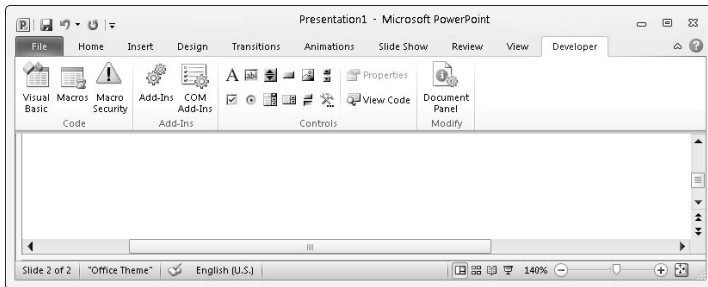 Presentation1 - Microsoft PowerPoint
File Home Insert Design Transitions Animations Slide Show Review View Developer
Visual Basic Macros Macro Security Add-Ins COM Add-Ins Properties View Code Document Panel
Code Add-Ins Controls Modify
Slide 2 of 2 "Office Theme" English (U.S.) 140%